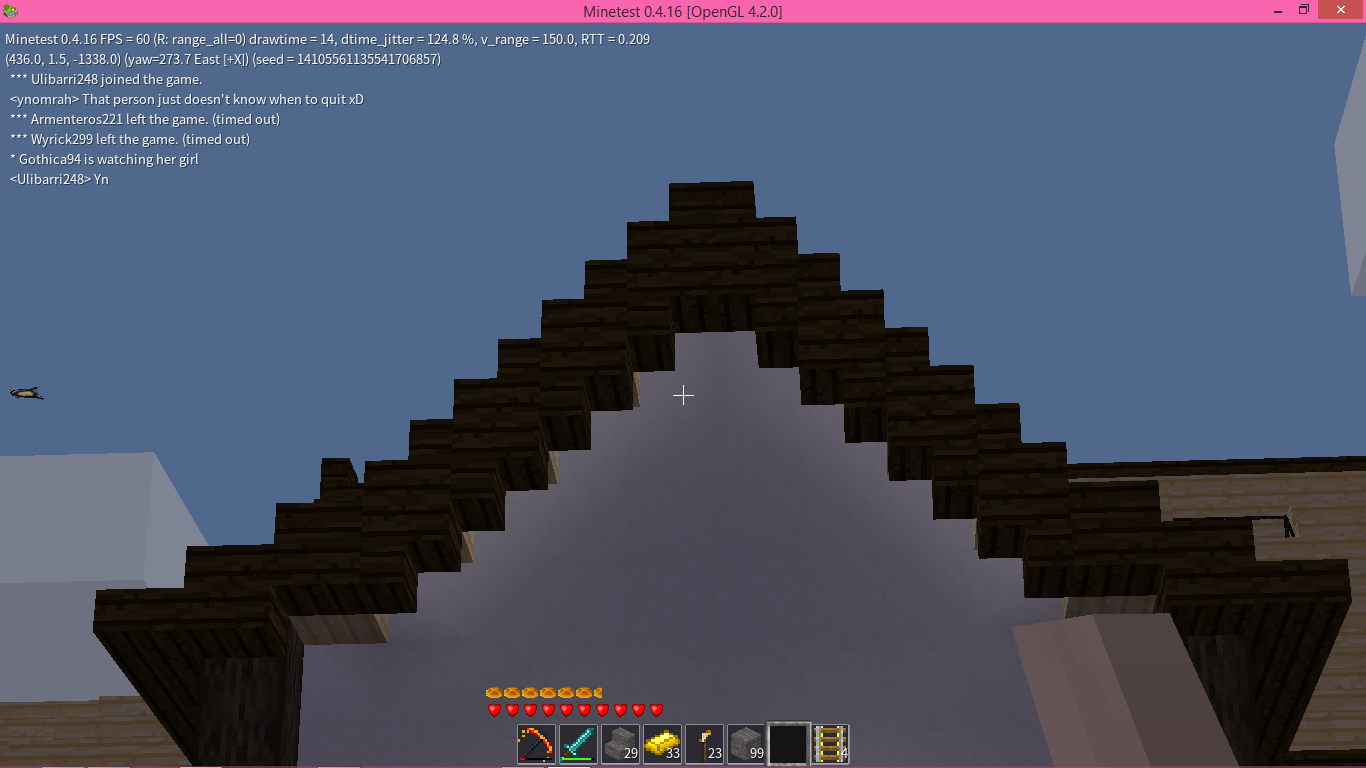 Minetest 0.4.16 [OpenGL 4.2.0]
Minetest 0.4.16 FPS = 60 (R: range_all=0) drawtime = 14, dtime_jitter = 124.8 %, v_range = 150.0, RTT = 0.209
(436.0, 1.5, -1338.0) (yaw=273.7 East [+X]) (seed = 14105561135541706857)
*** Ulibarri248 joined the game.
<ynomrah> That person just doesn't know when to quit xD
*** Armenteros221 left the game. (timed out)
*** Wyrick299 left the game. (timed out)
* Gothica94 is watching her girl
<Ulibarri248> Yn
29 33 23 99 4